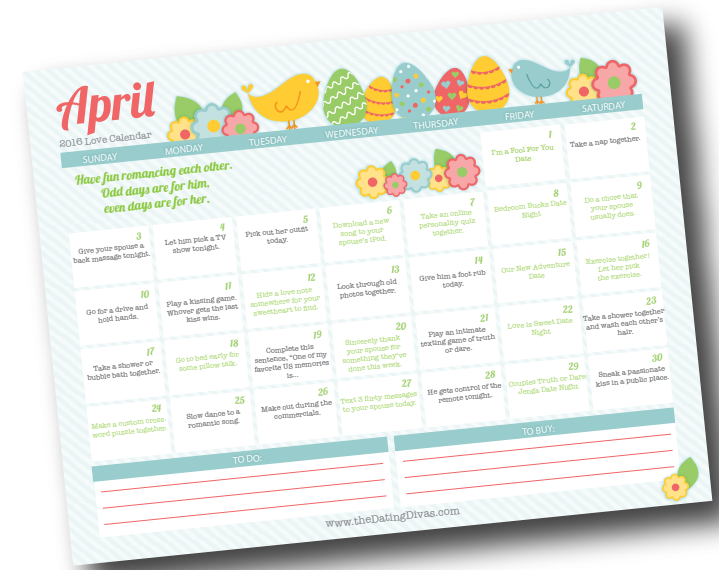 April
2016 Love Calendar
SUNDAY
MONDAY
TUESDAY
WEDNESDAY
THURSDAY
FRIDAY
SATURDAY
Have fun romancing each other.
Odd days are for him,
even days are for her.
1
I'm a Fool For You
Date
2
Take a nap together.
3
Give your spouse a
back massage tonight.
4
Let him pick a TV
show tonight.
5
Pick out her outfit
today.
6
Download a new
song to your
spouse's iPod.
7
Take an online
personality quiz
together.
8
Bedroom Bucks Date
Night
9
Do a chore that
your spouse
usually does.
10
Go for a drive and
hold hands.
11
Play a kissing game.
Whover gets the last
kiss wins.
12
Hide a love note
somewhere for your
sweetheart to find.
13
Look through old
photos together.
14
Give him a foot rub
today.
15
Our New Adventure
Date
16
Exercise together!
Let her pick
the exercise.
17
Take a shower or
bubble bath together.
18
Go to bed early for
some pillow talk.
19
Complete this
sentence, "One of my
favorite US memories
is...
20
Sincerely thank
your spouse for
something they've
done this week.
21
Play an intimate
texting game of truth
or dare.
22
Love is Sweet Date
Night
23
Take a shower together
and wash each other's
hair.
24
Make a custom cross-
word puzzle together
25
Slow dance to a
romantic song.
26
Make out during the
commercials.
27
Text 3 flirty messages
to your spouse today.
28
He gets control of the
remote tonight.
29
Couples Truth or Dare
Jenga Date Night
30
Sneak a passionate
kiss in a public place.
TO DO:
TO BUY:
www.theDatingDivas.com